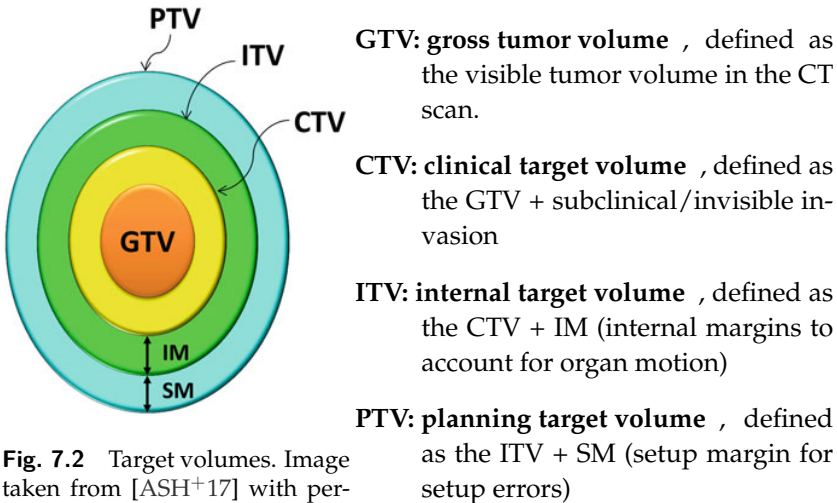 PTV
ITV
CTV
GTV
IM
SM
Fig. 7.2 Target volumes. Image
taken from [ASH+17] with per-
GTV: gross tumor volume , defined as
the visible tumor volume in the CT
scan.
CTV: clinical target volume , defined as
the GTV + subclinical/invisible in-
vasion
ITV: internal target volume , defined as
the CTV + IM (internal margins to
account for organ motion)
PTV: planning target volume , defined
as the ITV + SM (setup margin for
setup errors)